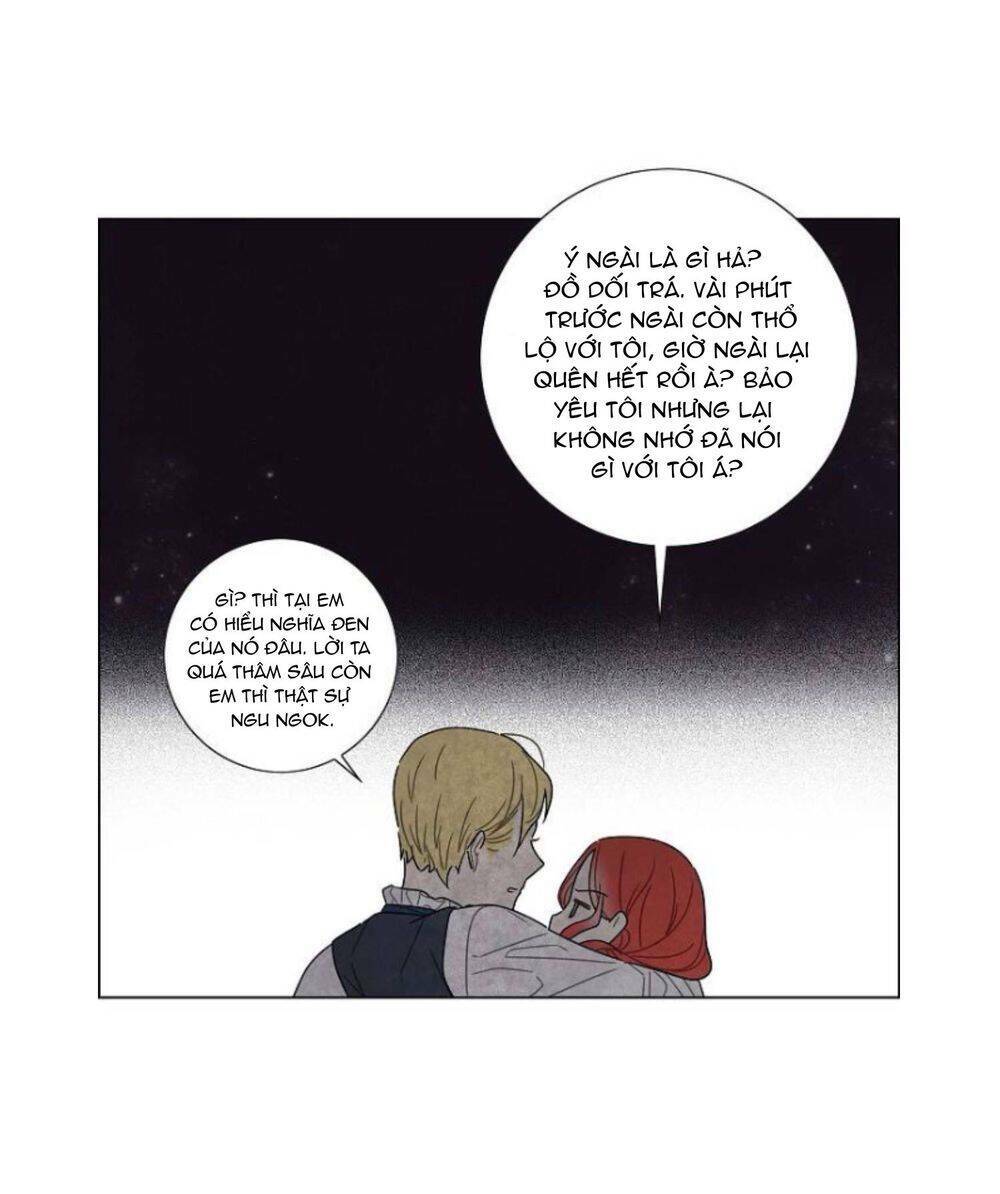 Ý NGÀI LÀ GÌ HẢ?
ĐỒ DỐI TRÁ. VÀI PHÚT
TRƯỚC NGÀI CÒN THỔ
LỘ VỚI TÔI, GIỜ NGÀI LẠI
QUÊN HẾT RỒI À? BẢO
YÊU TÔI NHƯNG LẠI
KHÔNG NHỚ ĐÃ NÓI
GÌ VỚI TÔI Á?
GÌ? THÌ TẠI EM
CÓ HIỂU NGHĨA ĐEN
CỦA NÓ ĐÂU. LỜI TA
QUÁ THÂM SÂU CÒN
EM THÌ THẬT SỰ
NGU NGOK.